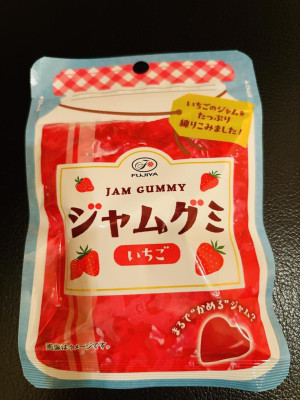 いちごのジャムを
たっぷり
練りこみました!
FUJIYA
JAM GUMMY
ジャムグミ
いちご
まるで"かめる"ジャム?
画像はイメージです。